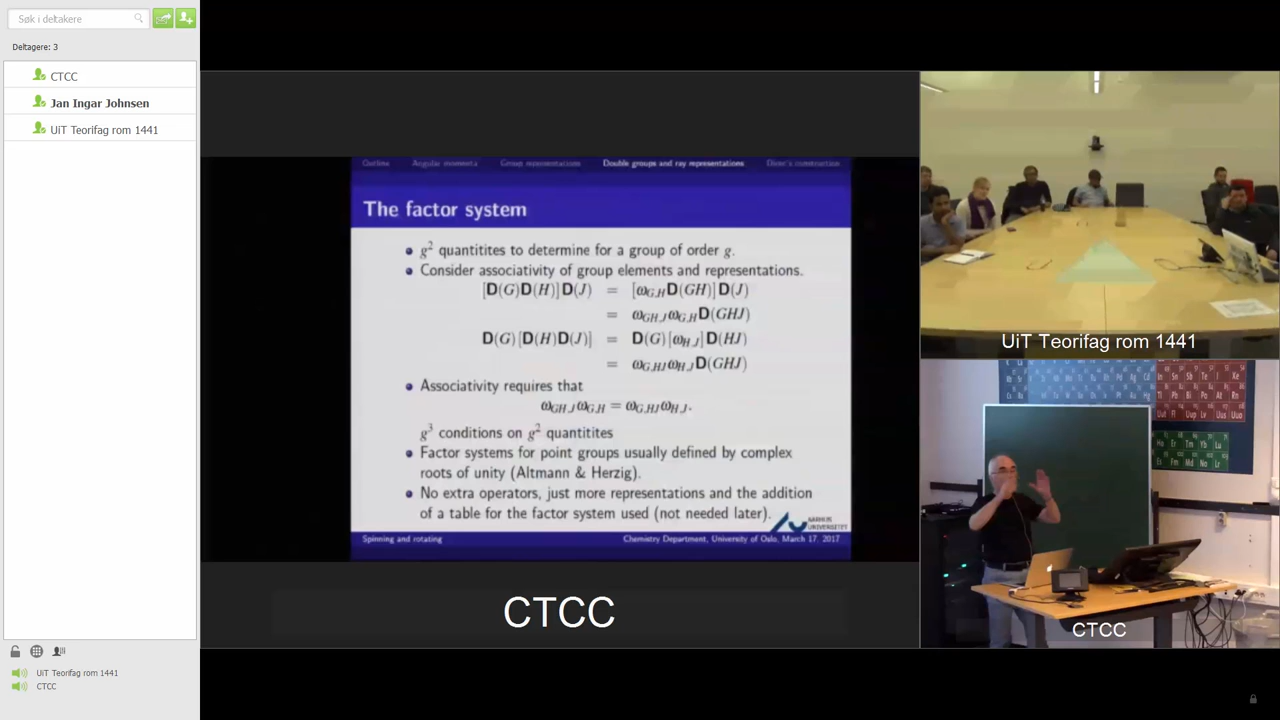 Søk i deltakere
Deltagere: 3
CTCC
Jan Ingar Johnsen
UiT Teorifag rom 1441
UiT Teorifag rom 1441
CTCC
Outline Angular momenta Group representations Double groups and ray representations Dirac's construction
The factor system
g² quantitites to determine for a group of order g.
Consider associativity of group elements and representations.
[D(G)D(H)]D(J) = [ω_{G,H}D(GH)]D(J)
= ω_{GH,J}ω_{G,H}D(GHJ)
D(G)[D(H)D(J)] = D(G)[ω_{H,J}]D(HJ)
= ω_{G,HJ}ω_{H,J}D(GHJ)
Associativity requires that
ω_{GH,J}ω_{G,H} = ω_{G,HJ}ω_{H,J}.
g³ conditions on g² quantitites
Factor systems for point groups usually defined by complex
roots of unity (Altmann & Herzig).
No extra operators, just more representations and the addition
of a table for the factor system used (not needed later).
AARHUS
UNIVERSITET
Spinning and rotating Chemistry Department, University of Oslo, March 17, 2017
CTCC
UiT Teorifag rom 1441
CTCC